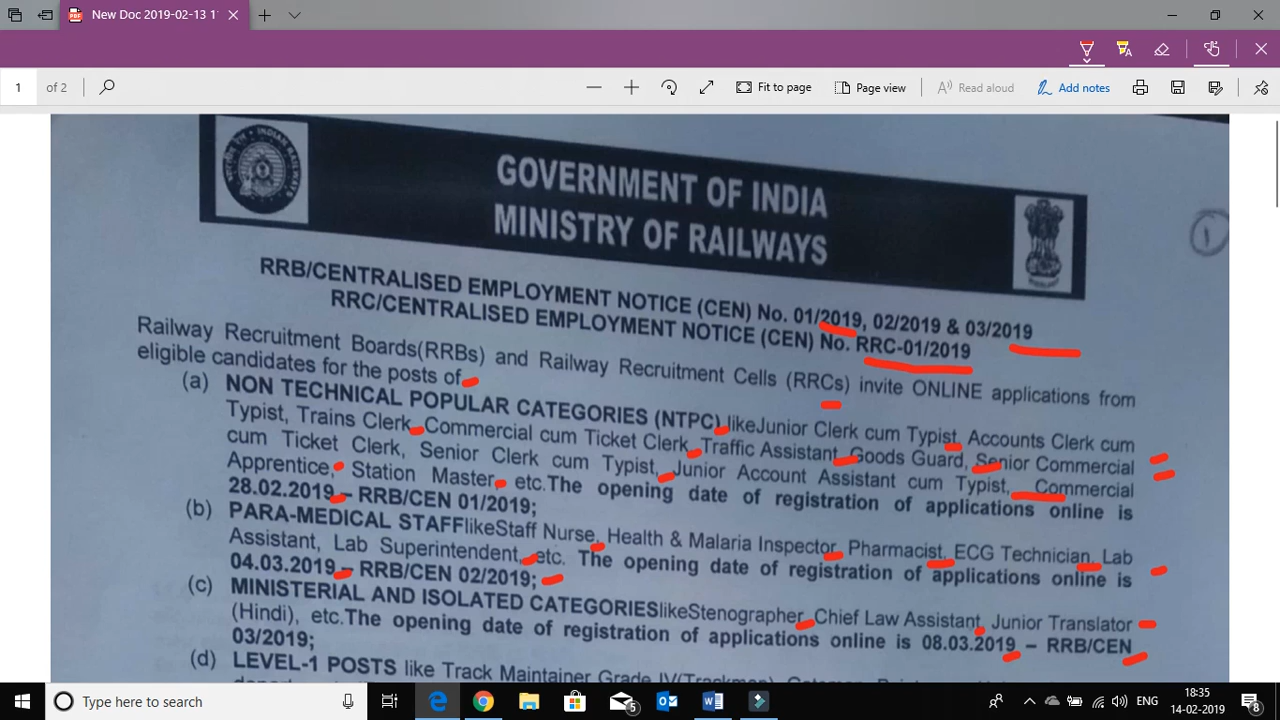 New Doc 2019-02-13 1
1 of 2
Fit to page
Page view
Read aloud
Add notes
GOVERNMENT OF INDIA
MINISTRY OF RAILWAYS
1
RRB/CENTRALISED EMPLOYMENT NOTICE (CEN) No. 01/2019, 02/2019 & 03/2019
RRC/CENTRALISED EMPLOYMENT NOTICE (CEN) No. RRC-01/2019
Railway Recruitment Boards(RRBs) and Railway Recruitment Cells (RRCs) invite ONLINE applications from
eligible candidates for the posts of
(a) NON TECHNICAL POPULAR CATEGORIES (NTPC) likeJunior Clerk cum Typist, Accounts Clerk cum
Typist, Trains Clerk, Commercial cum Ticket Clerk, Traffic Assistant, Goods Guard, Senior Commercial
cum Ticket Clerk, Senior Clerk cum Typist, Junior Account Assistant cum Typist, Commercial
Apprentice, Station Master, etc.The opening date of registration of applications online is
28.02.2019 – RRB/CEN 01/2019;
(b) PARA-MEDICAL STAFFlikeStaff Nurse, Health & Malaria Inspector, Pharmacist, ECG Technician, Lab
Assistant, Lab Superintendent, etc. The opening date of registration of applications online is
04.03.2019 – RRB/CEN 02/2019;
(c) MINISTERIAL AND ISOLATED CATEGORIESlikeStenographer, Chief Law Assistant, Junior Translator
(Hindi), etc.The opening date of registration of applications online is 08.03.2019 – RRB/CEN
03/2019;
(d) LEVEL-1 POSTS like Track Maintainer Grade IV(Trackman)
Type here to search
5
ENG
18:35
14-02-2019
8